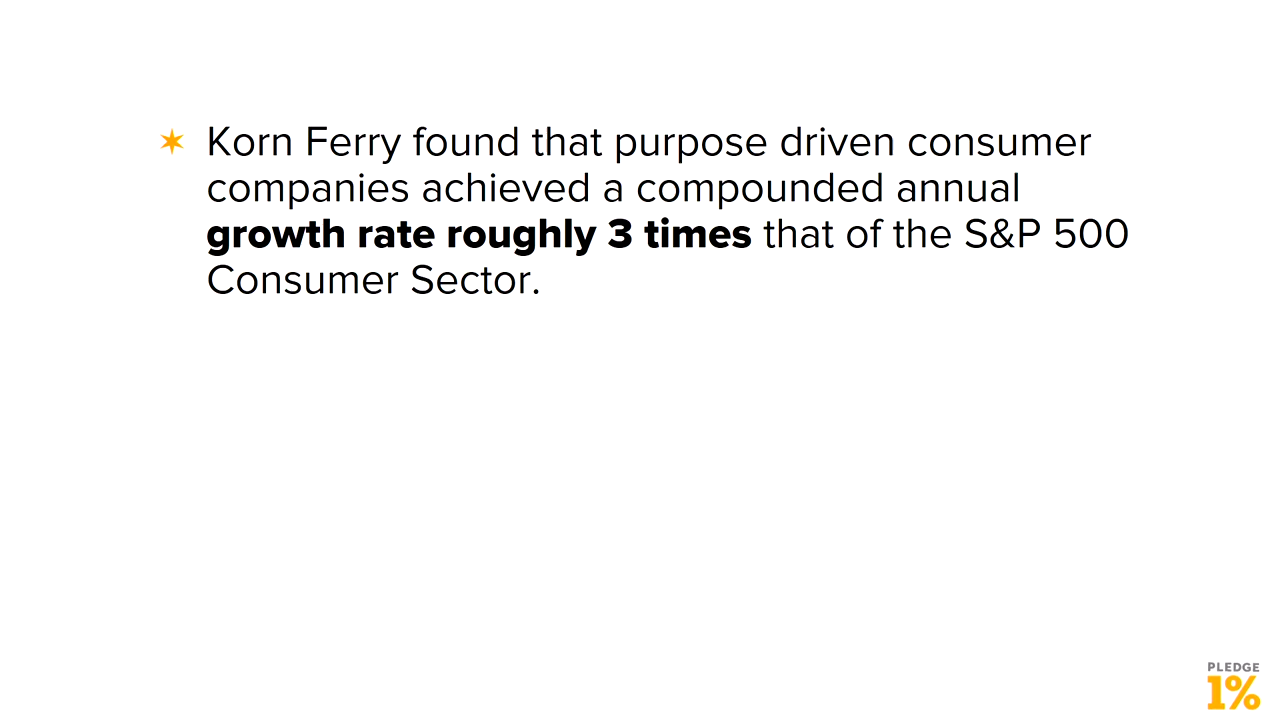 Korn Ferry found that purpose driven consumer
companies achieved a compounded annual
growth rate roughly 3 times that of the S&P 500
Consumer Sector.
PLEDGE
1%